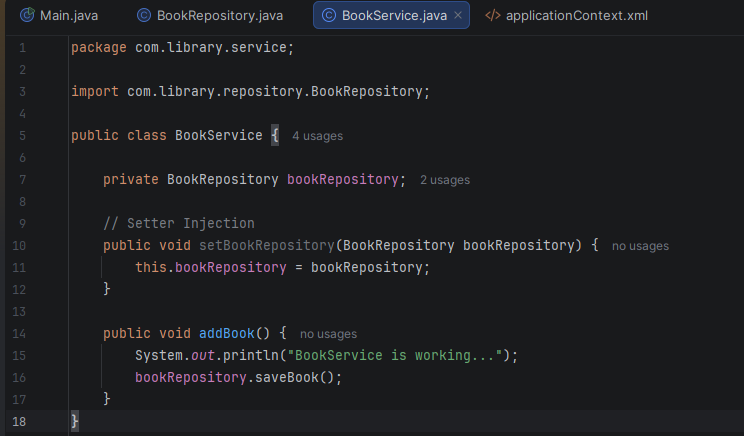 Main.java BookRepository.java BookService.java applicationContext.xml
1 package com.library.service;
2
3 import com.library.repository.BookRepository;
4
5 public class BookService { 4 usages
6
7 private BookRepository bookRepository; 2 usages
8
9 // Setter Injection
10 public void setBookRepository(BookRepository bookRepository) { no usages
11 this.bookRepository = bookRepository;
12 }
13
14 public void addBook() { no usages
15 System.out.println("BookService is working...");
16 bookRepository.saveBook();
17 }
18 }